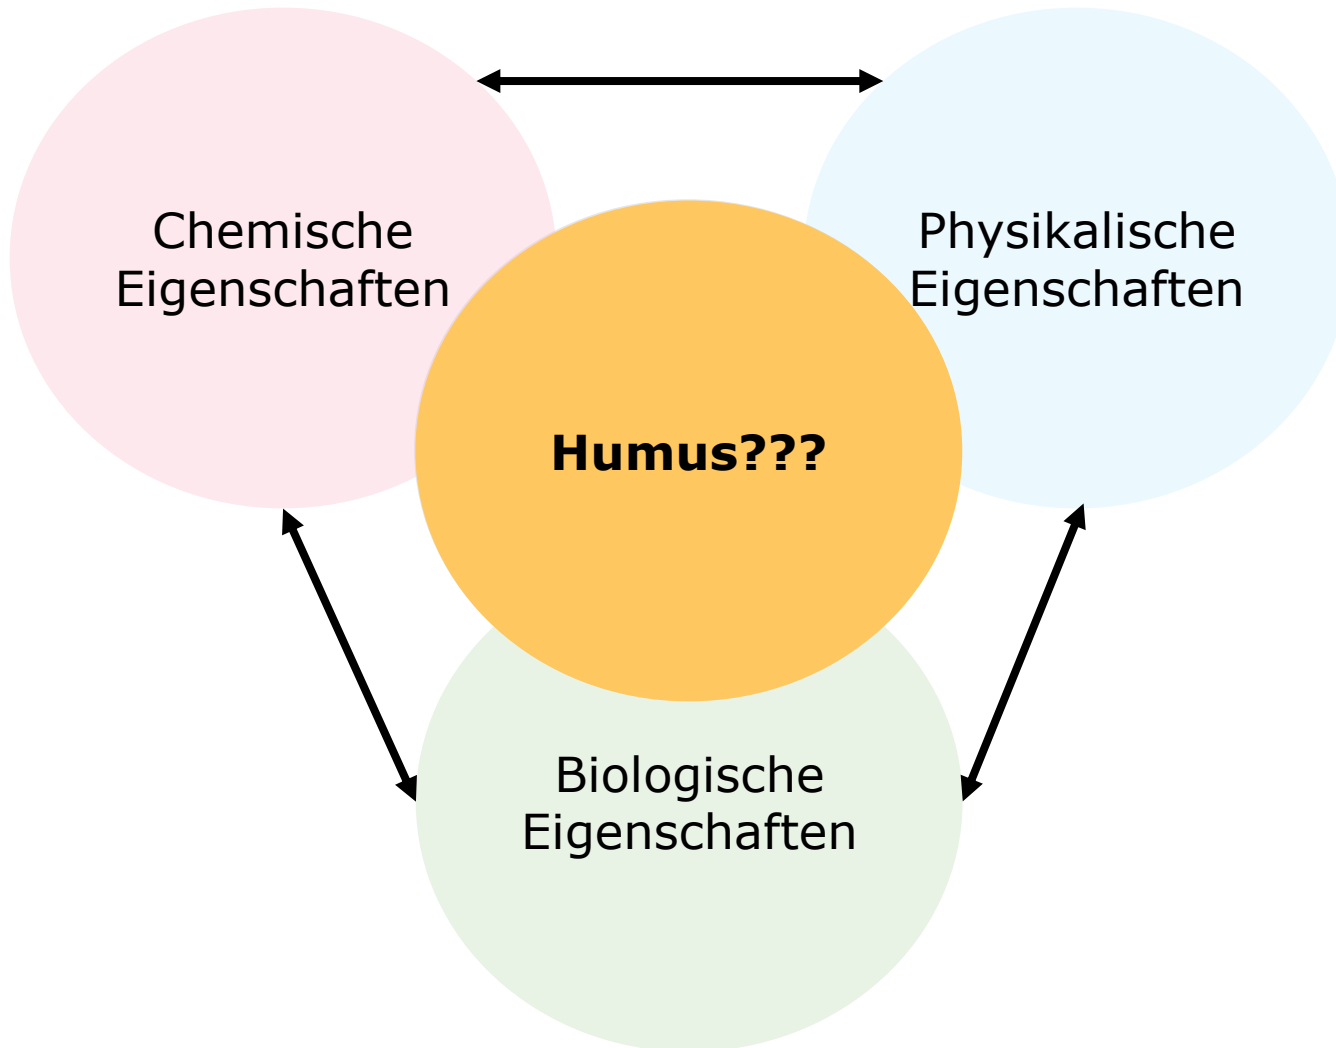 Chemische
Eigenschaften
Physikalische
Eigenschaften
Humus???
Biologische
Eigenschaften